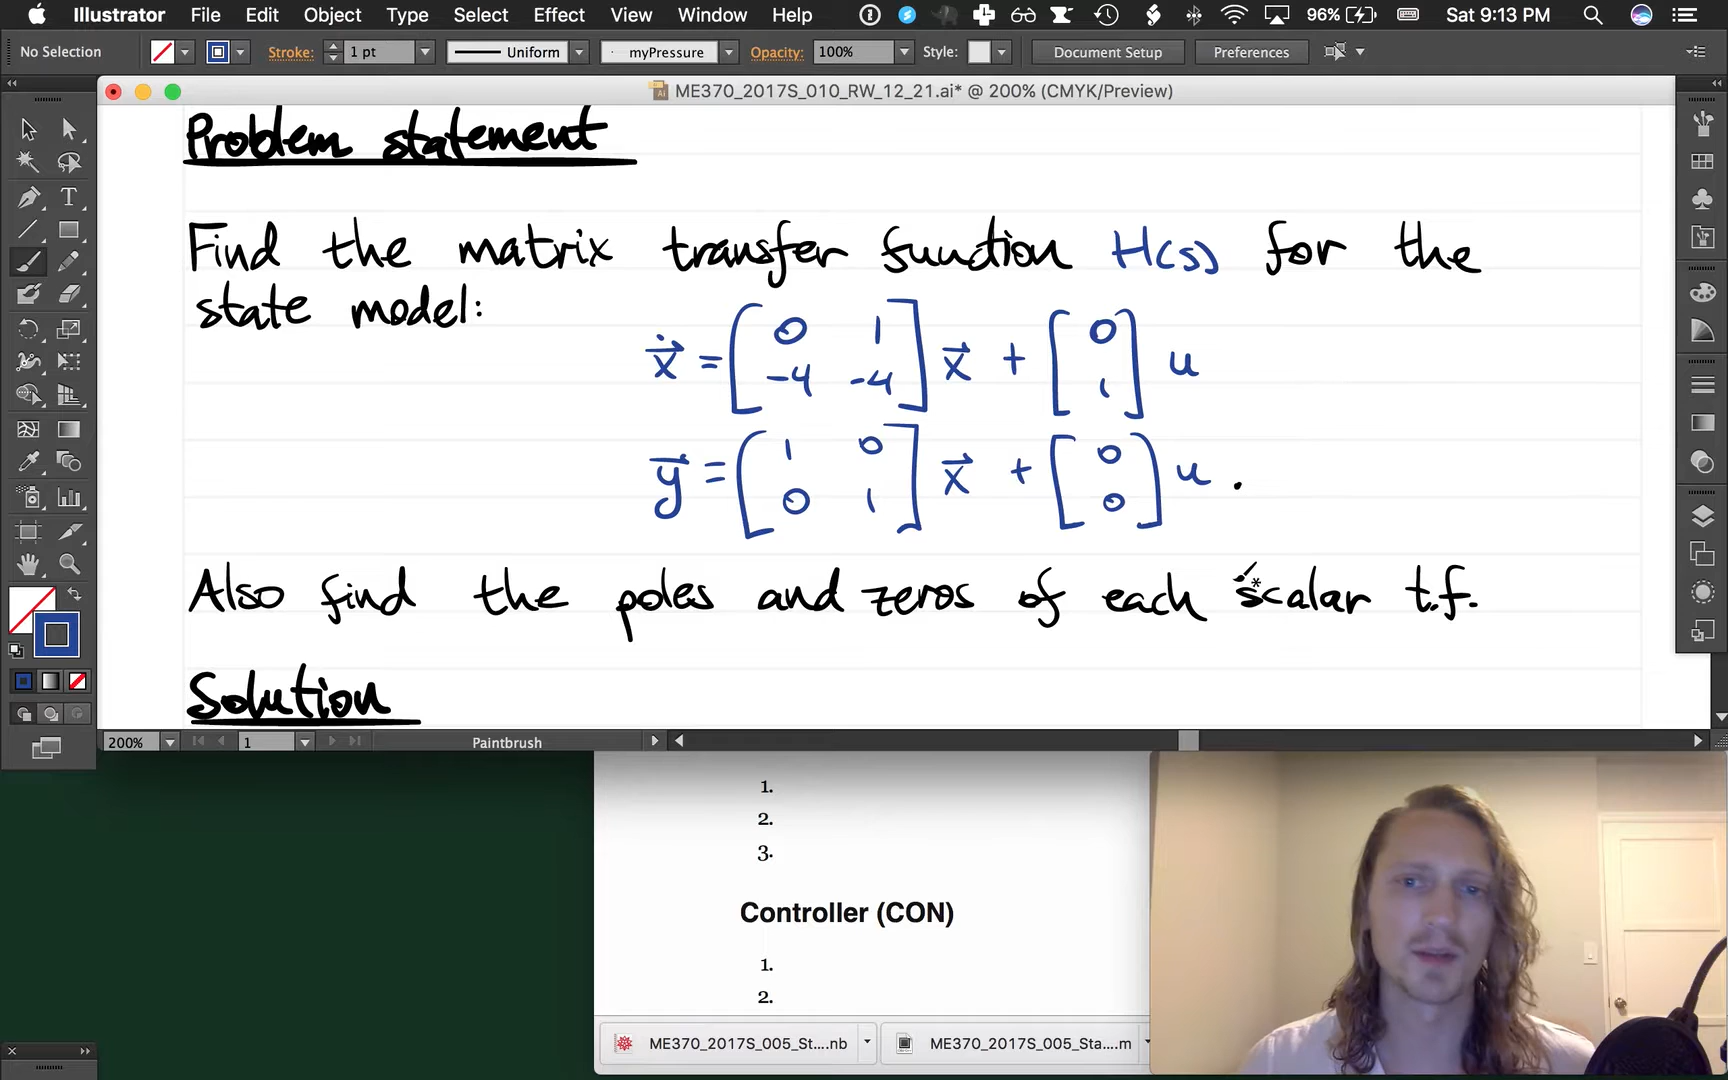 Illustrator File Edit Object Type Select Effect View Window Help 96% Sat 9:13 PM
No Selection Stroke: 1 pt Uniform myPressure Opacity: 100% Style: Document Setup Preferences
ME370_2017S_010_RW_12_21.ai* @ 200% (CMYK/Preview)
Problem statement
Find the matrix transfer function H(s) for the
state model:
ẋ = [0 1; -4 -4] x + [0; 1] u
y = [1 0; 0 1] x + [0; 0] u .
Also find the poles and zeros of each scalar t.f.
Solution
200% 1 Paintbrush
1.
2.
3.
Controller (CON)
1.
2.
ME370_2017S_005_St....nb ME370_2017S_005_Sta....m